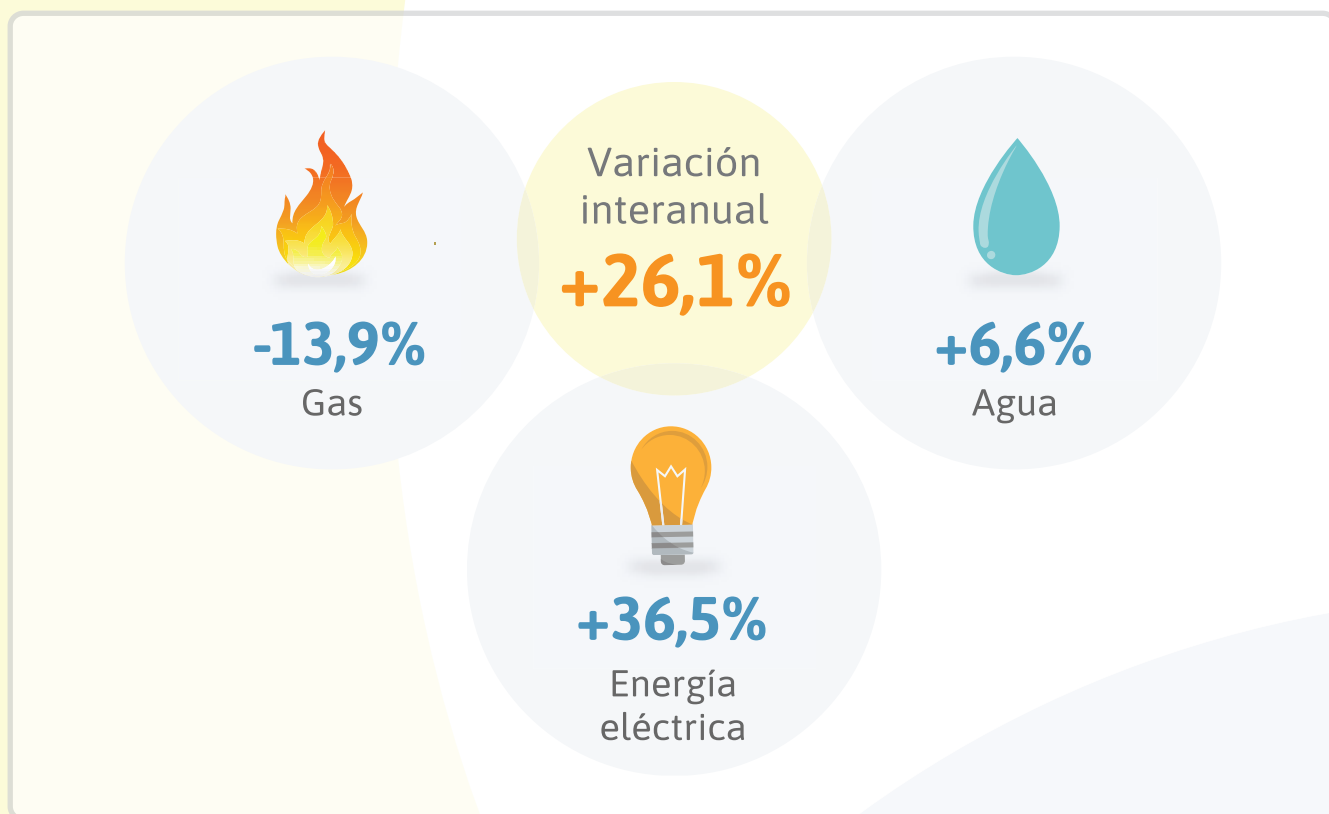 Variación
interanual
+26,1%
-13,9%
Gas
+6,6%
Agua
+36,5%
Energía
eléctrica